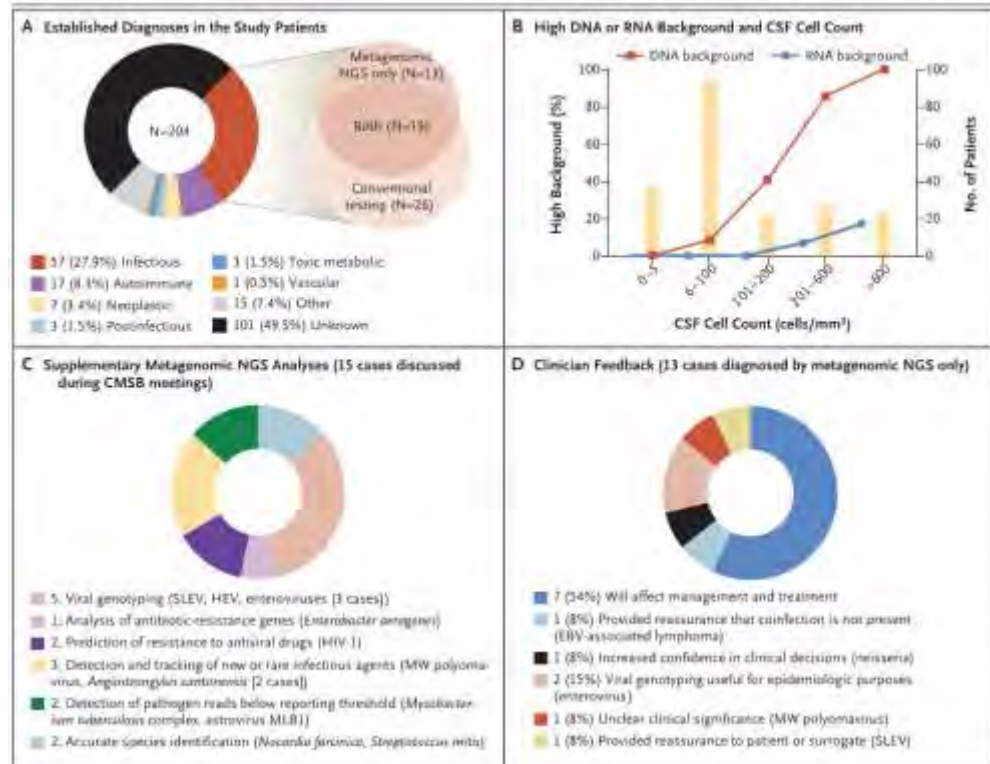 A Established Diagnoses in the Study Patients
N=204
Metagenomic
NGS only (N=13)
Both (N=19)
Conventional
testing (N=26)
57 (27.9%) Infectious
17 (8.3%) Autoimmune
7 (3.4%) Neoplastic
3 (1.5%) Postinfectious
3 (1.5%) Toxic metabolic
1 (0.5%) Vascular
15 (7.4%) Other
101 (49.5%) Unknown
B High DNA or RNA Background and CSF Cell Count
DNA background
RNA background
High Background (%)
100
80
60
40
20
0
No. of Patients
100
80
60
40
20
0
0–5
6–100
101–200
201–600
>600
CSF Cell Count (cells/mm³)
C Supplementary Metagenomic NGS Analyses (15 cases discussed
during CMSB meetings)
5, Viral genotyping (SLEV, HEV, enteroviruses [3 cases])
1, Analysis of antibiotic-resistance genes (Enterobacter aerogenes)
2, Prediction of resistance to antiviral drugs (HIV-1)
3, Detection and tracking of new or rare infectious agents (MW polyoma-
virus, Angiostrongylus cantonensis [2 cases])
2, Detection of pathogen reads below reporting threshold (Mycobacter-
ium tuberculosis complex, astrovirus MLB1)
2, Accurate species identification (Nocardia farcinica, Streptococcus mitis)
D Clinician Feedback (13 cases diagnosed by metagenomic NGS only)
7 (54%) Will affect management and treatment
1 (8%) Provided reassurance that coinfection is not present
(EBV-associated lymphoma)
1 (8%) Increased confidence in clinical decisions (neisseria)
2 (15%) Viral genotyping useful for epidemiologic purposes
(enterovirus)
1 (8%) Unclear clinical significance (MW polyomavirus)
1 (8%) Provided reassurance to patient or surrogate (SLEV)